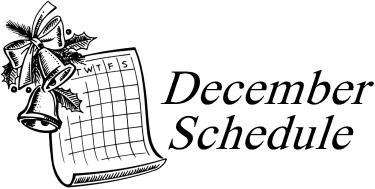 T W T F S
December
Schedule